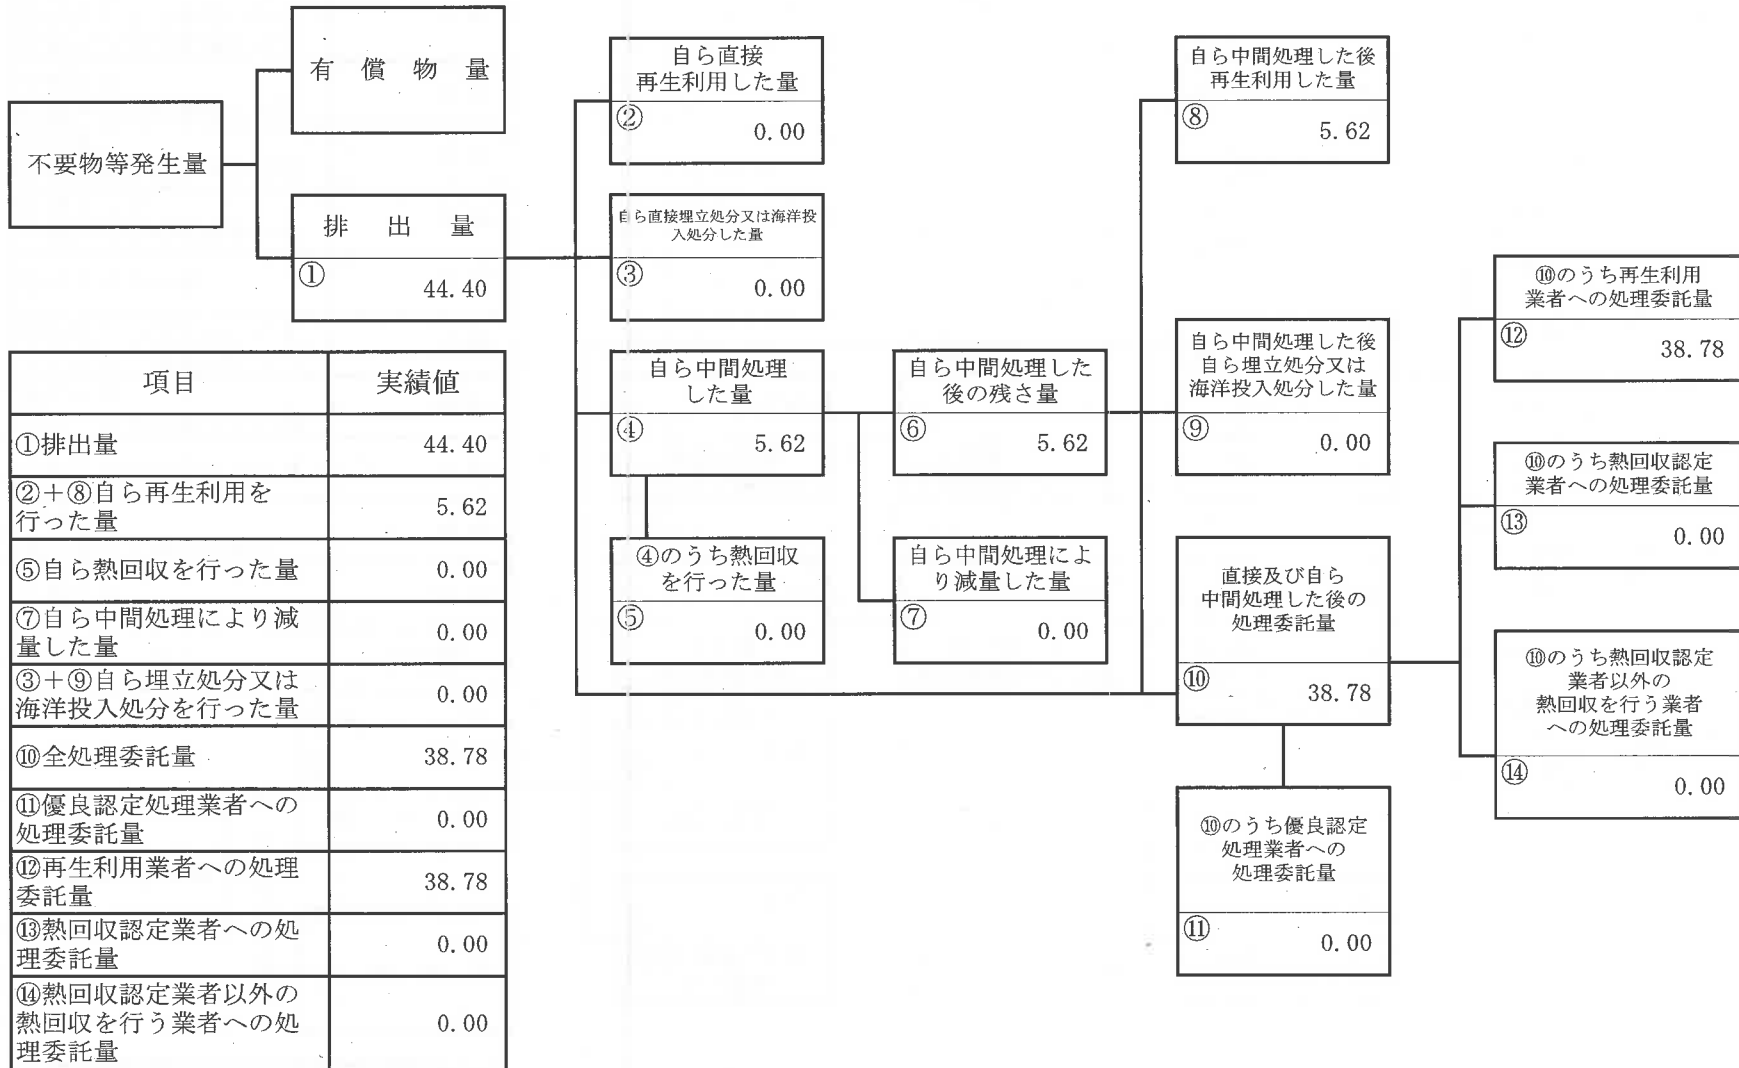 不要物等発生量
有償物量
排出量
①
44.40
自ら直接
再生利用した量
②
0.00
自ら直接埋立処分又は海洋投
入処分した量
③
0.00
自ら中間処理
した量
④
5.62
④のうち熱回収
を行った量
⑤
0.00
自ら中間処理した
後の残さ量
⑥
5.62
自ら中間処理によ
り減量した量
⑦
0.00
自ら中間処理した後
再生利用した量
⑧
5.62
自ら中間処理した後
自ら埋立処分又は
海洋投入処分した量
⑨
0.00
直接及び自ら
中間処理した後の
処理委託量
⑩
38.78
⑩のうち優良認定
処理業者への
処理委託量
⑪
0.00
⑩のうち再生利用
業者への処理委託量
⑫
38.78
⑩のうち熱回収認定
業者への処理委託量
⑬
0.00
⑩のうち熱回収認定
業者以外の
熱回収を行う業者
への処理委託量
⑭
0.00
項目 実績値
①排出量 44.40
②+⑧自ら再生利用を
行った量 5.62
⑤自ら熱回収を行った量 0.00
⑦自ら中間処理により減
量した量 0.00
③+⑨自ら埋立処分又は
海洋投入処分を行った量 0.00
⑩全処理委託量 38.78
⑪優良認定処理業者への
処理委託量 0.00
⑫再生利用業者への処理
委託量 38.78
⑬熱回収認定業者への処
理委託量 0.00
⑭熱回収認定業者以外の
熱回収を行う業者への処
理委託量 0.00